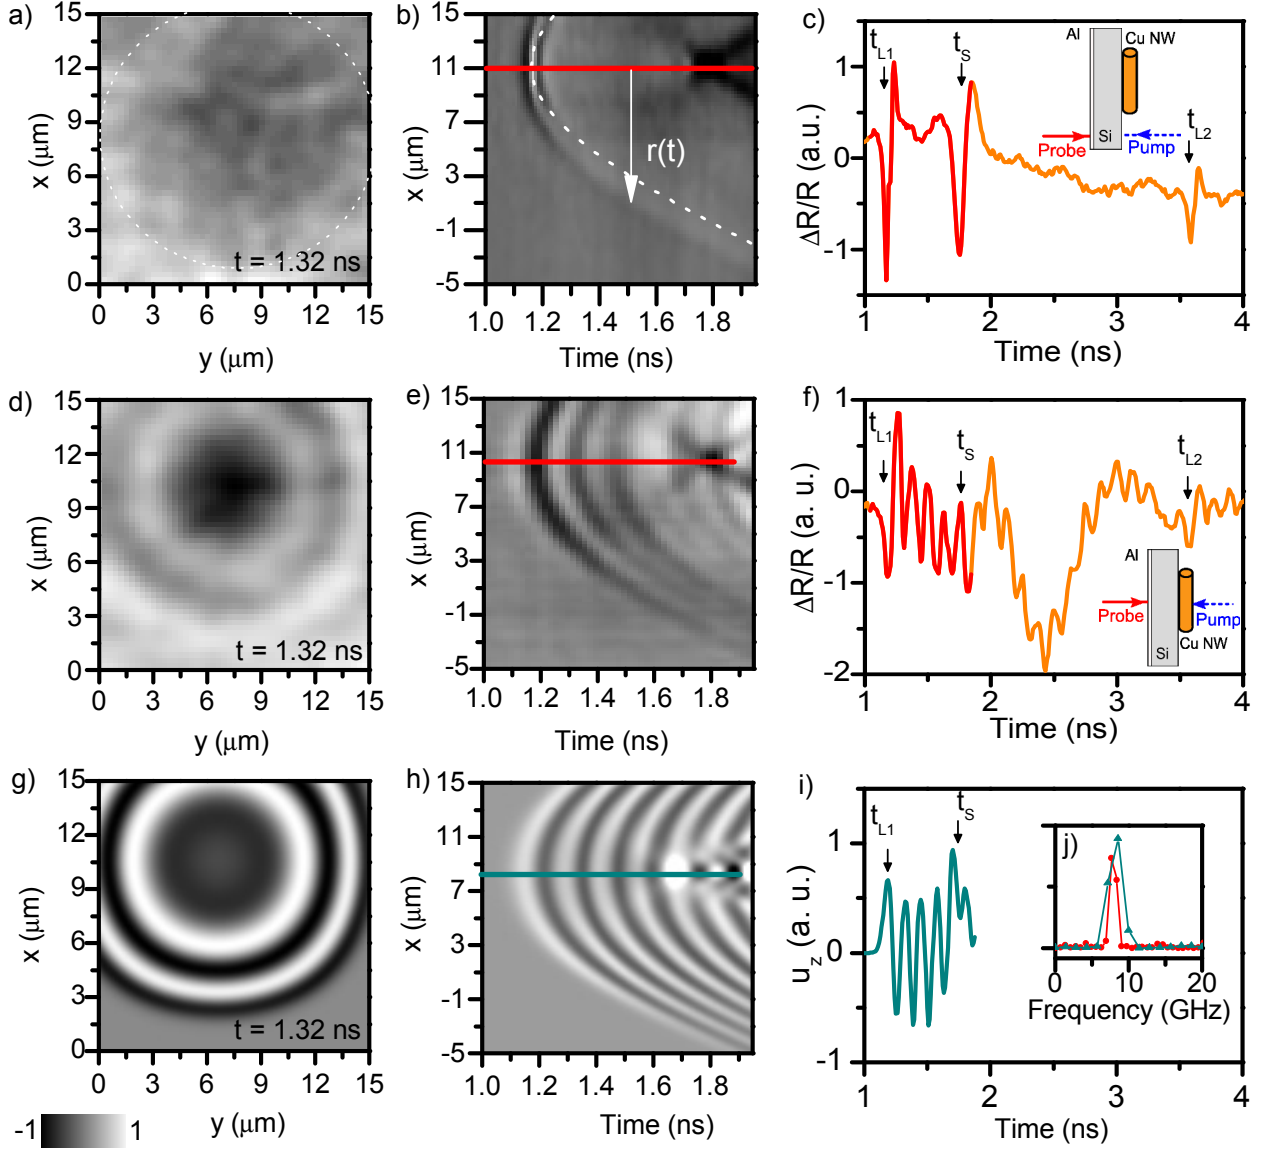 a)
15
12
9
6
3
0
x (μm)
t = 1.32 ns
0 3 6 9 12 15
y (μm)
b)
15
11
7
3
-1
-5
x (μm)
r(t)
1.0 1.2 1.4 1.6 1.8
Time (ns)
c)
1
0
-1
ΔR/R (a.u.)
tL1
tS
tL2
Al
Cu NW
Si
Probe
Pump
1 2 3 4
Time (ns)
d)
15
12
9
6
3
0
x (μm)
t = 1.32 ns
0 3 6 9 12 15
y (μm)
e)
15
11
7
3
-1
-5
x (μm)
1.0 1.2 1.4 1.6 1.8
Time (ns)
f)
1
0
-1
-2
ΔR/R (a. u.)
tL1
tS
tL2
Al
Probe
Pump
Si
Cu NW
1 2 3 4
Time (ns)
g)
15
12
9
6
3
0
x (μm)
t = 1.32 ns
0 3 6 9 12 15
y (μm)
-1 1
h)
15
11
7
3
-1
-5
x (μm)
1.0 1.2 1.4 1.6 1.8
Time (ns)
i)
1
0
-1
uz(a. u.)
tL1
tS
j)
0 10 20
Frequency (GHz)
1 2 3 4
Time (ns)